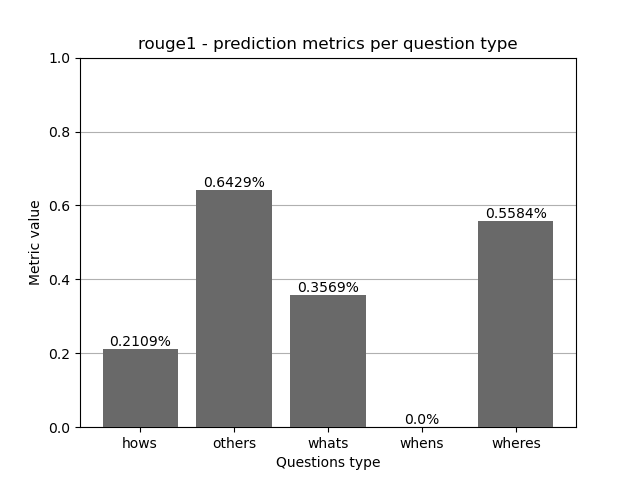 rouge1 - prediction metrics per question type
1.0
0.8
0.6
0.4
0.2
0.0
Metric value
0.2109%
0.6429%
0.3569%
0.0%
0.5584%
hows others whats whens wheres
Questions type